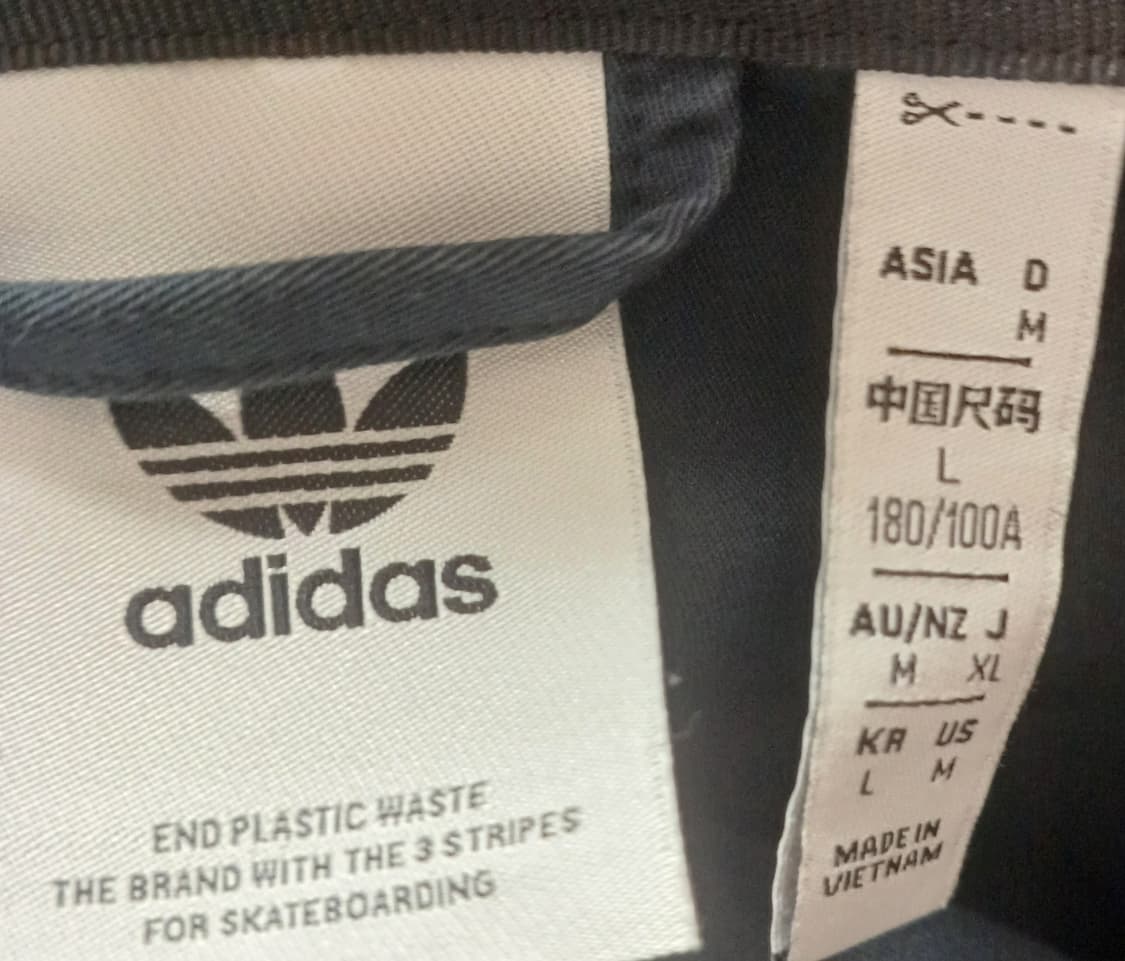 adidas
END PLASTIC WASTE
THE BRAND WITH THE 3 STRIPES
FOR SKATEBOARDING
ASIA D
M
中国尺码
L
180/100A
AU/NZ J
M XL
KR US
L M
MADE IN
VIETNAM